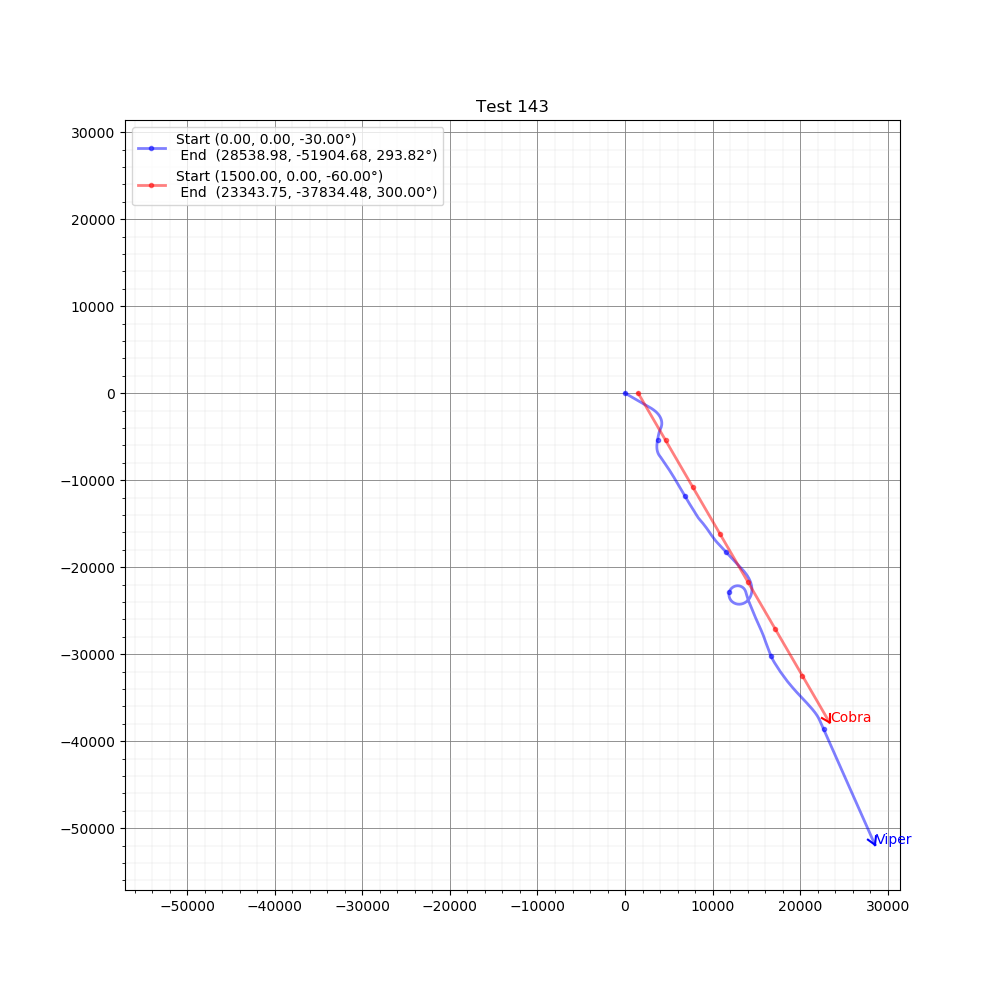 Test 143
Start (0.00, 0.00, -30.00°)
End (28538.98, -51904.68, 293.82°)
Start (1500.00, 0.00, -60.00°)
End (23343.75, -37834.48, 300.00°)
30000
20000
10000
0
−10000
−20000
−30000
−40000
−50000
Cobra
Viper
−50000 −40000 −30000 −20000 −10000 0 10000 20000 30000